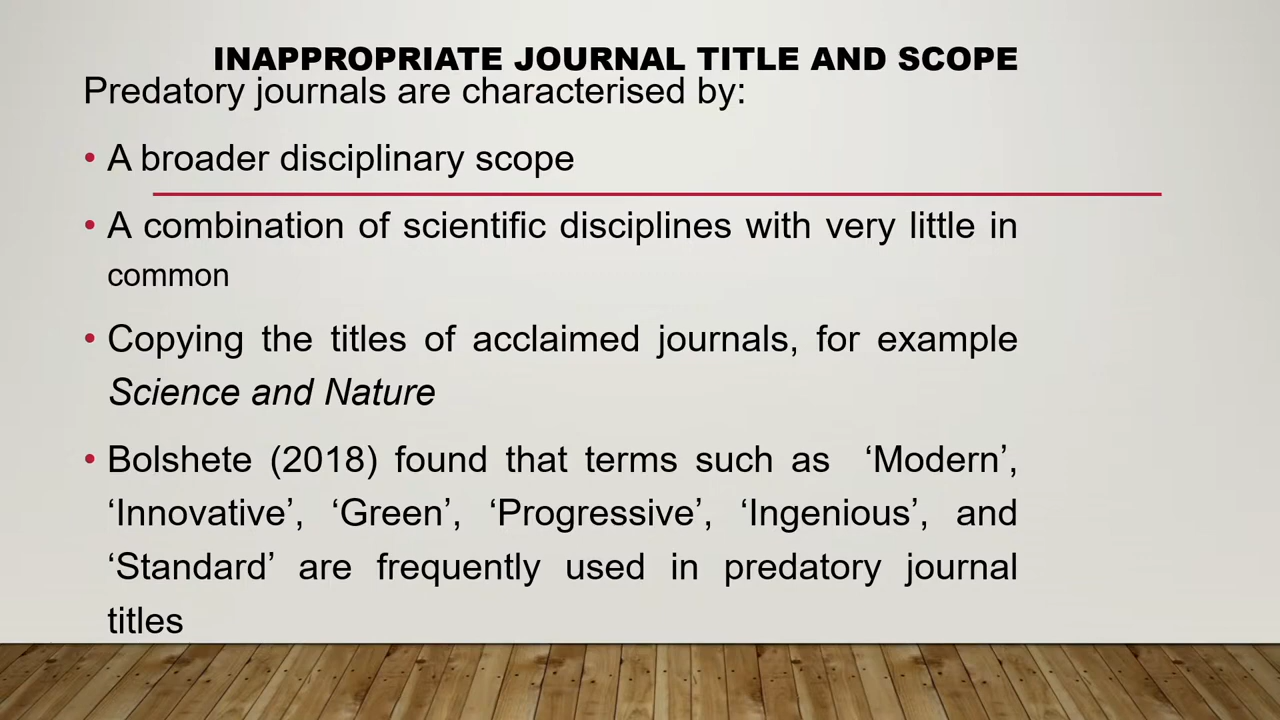 INAPPROPRIATE JOURNAL TITLE AND SCOPE
Predatory journals are characterised by:
• A broader disciplinary scope
• A combination of scientific disciplines with very little in
common
• Copying the titles of acclaimed journals, for example
Science and Nature
• Bolshete (2018) found that terms such as ‘Modern’,
‘Innovative’, ‘Green’, ‘Progressive’, ‘Ingenious’, and
‘Standard’ are frequently used in predatory journal
titles